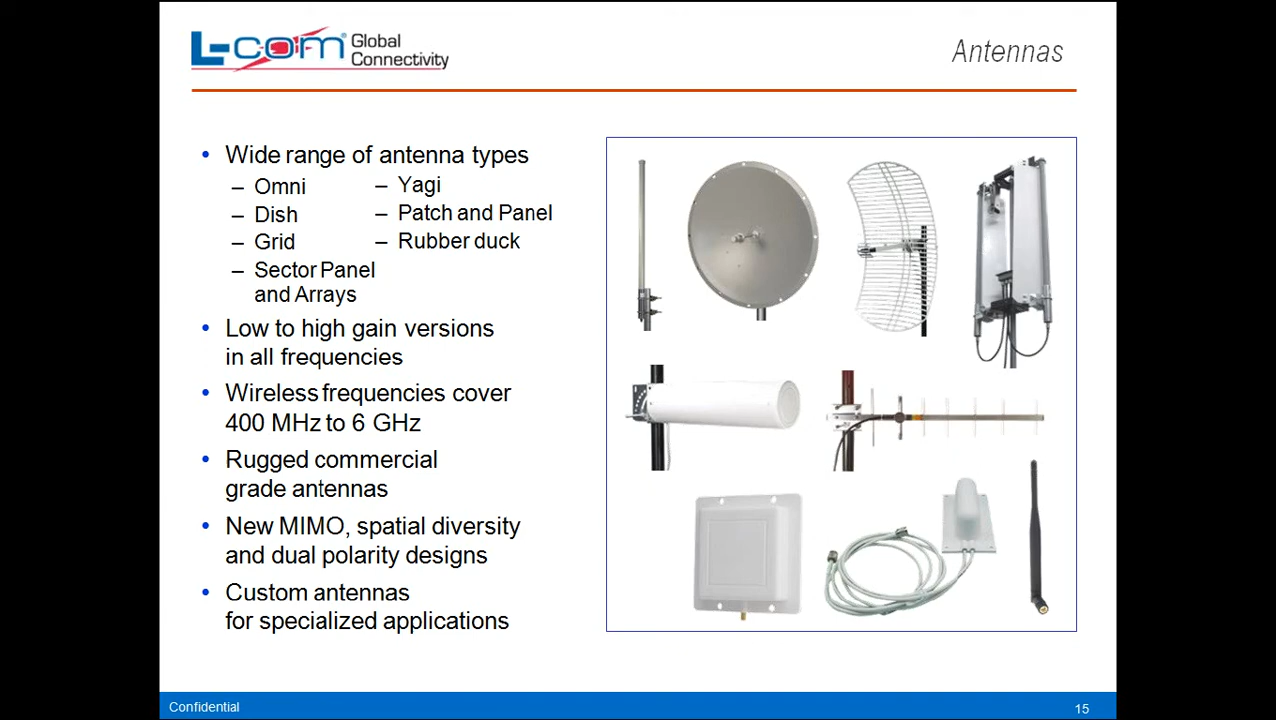 L-com® Global
Connectivity
Antennas
• Wide range of antenna types
– Omni
– Dish
– Grid
– Sector Panel
and Arrays
– Yagi
– Patch and Panel
– Rubber duck
• Low to high gain versions
in all frequencies
• Wireless frequencies cover
400 MHz to 6 GHz
• Rugged commercial
grade antennas
• New MIMO, spatial diversity
and dual polarity designs
• Custom antennas
for specialized applications
Confidential
15